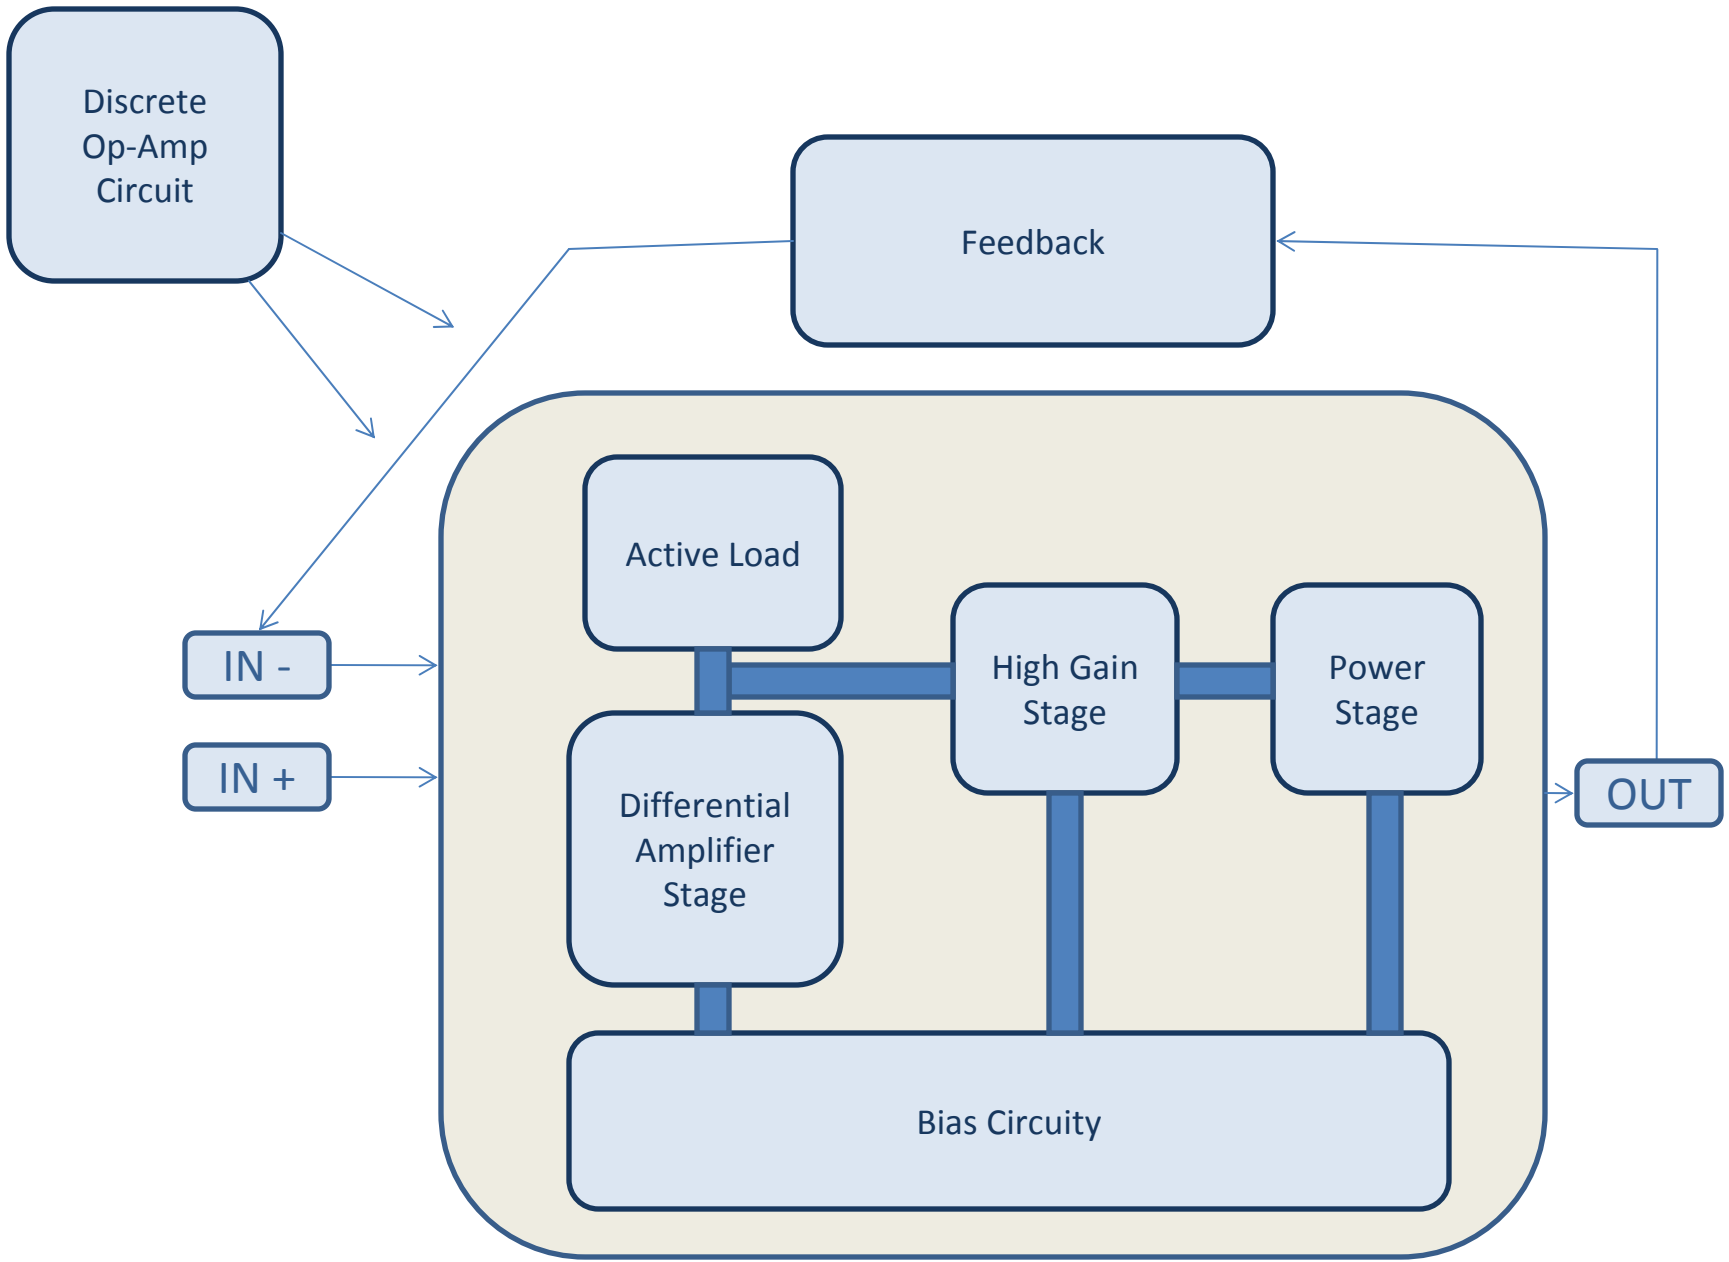 Discrete
Op-Amp
Circuit
Feedback
Active Load
High Gain
Stage
Power
Stage
IN -
IN +
OUT
Differential
Amplifier
Stage
Bias Circuity